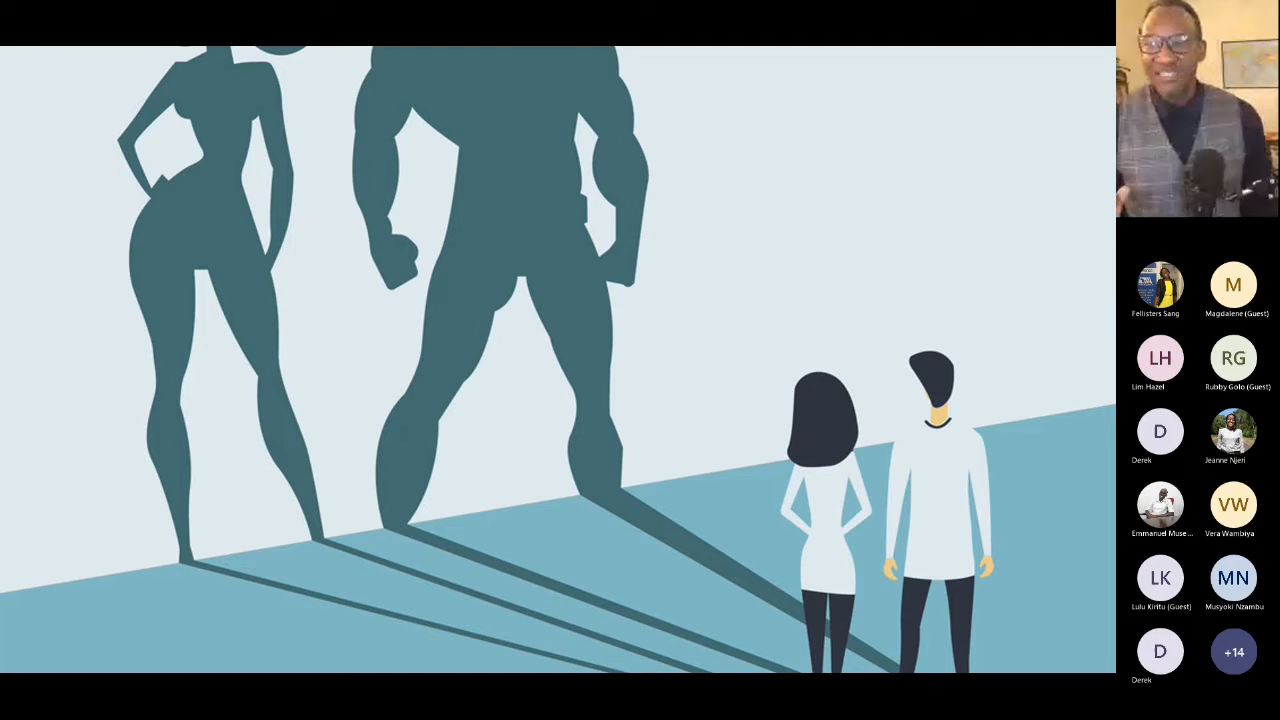 Fellisters Sang
M
Magdalene (Guest)
LH
Lim Hazel
RG
Rubby Golo (Guest)
D
Derek
Jeanne Njeri
Emmanuel Muse...
VW
Vera Wambiya
LK
Lulu Kiritu (Guest)
MN
Musyoki Nzambu
D
Derek
+14